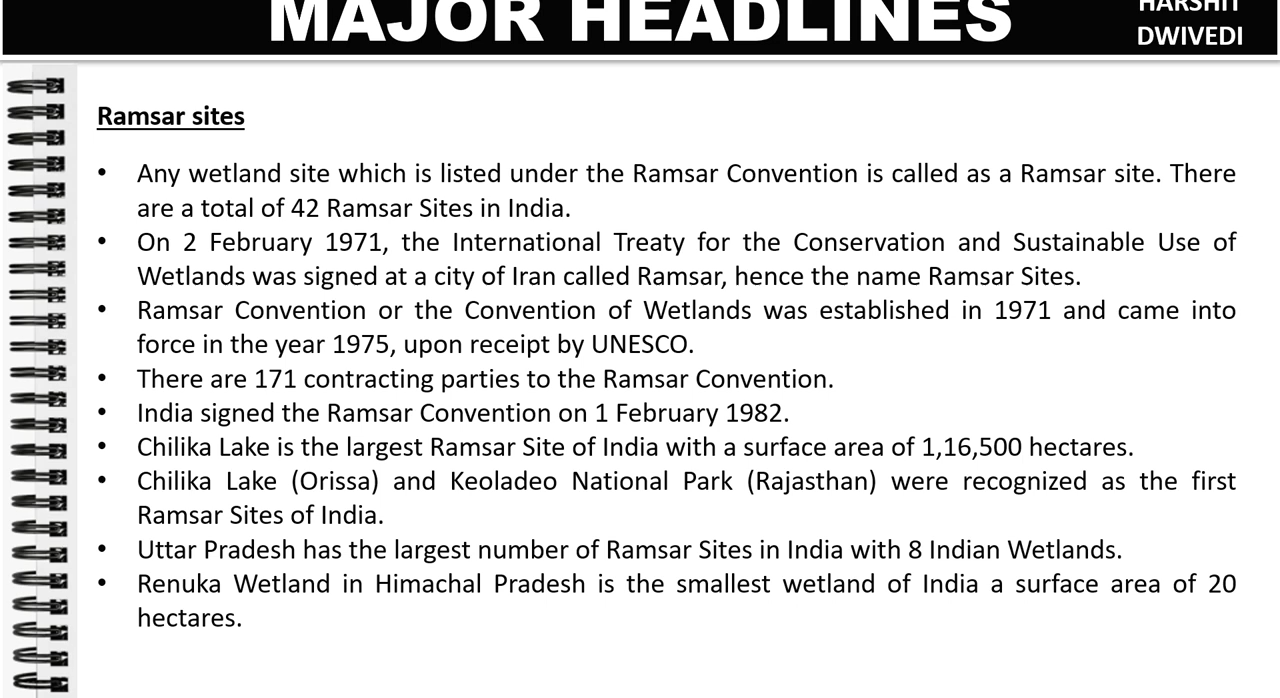 MAJOR HEADLINES
HARSHIT
DWIVEDI
Ramsar sites
• Any wetland site which is listed under the Ramsar Convention is called as a Ramsar site. There
are a total of 42 Ramsar Sites in India.
• On 2 February 1971, the International Treaty for the Conservation and Sustainable Use of
Wetlands was signed at a city of Iran called Ramsar, hence the name Ramsar Sites.
• Ramsar Convention or the Convention of Wetlands was established in 1971 and came into
force in the year 1975, upon receipt by UNESCO.
• There are 171 contracting parties to the Ramsar Convention.
• India signed the Ramsar Convention on 1 February 1982.
• Chilika Lake is the largest Ramsar Site of India with a surface area of 1,16,500 hectares.
• Chilika Lake (Orissa) and Keoladeo National Park (Rajasthan) were recognized as the first
Ramsar Sites of India.
• Uttar Pradesh has the largest number of Ramsar Sites in India with 8 Indian Wetlands.
• Renuka Wetland in Himachal Pradesh is the smallest wetland of India a surface area of 20
hectares.